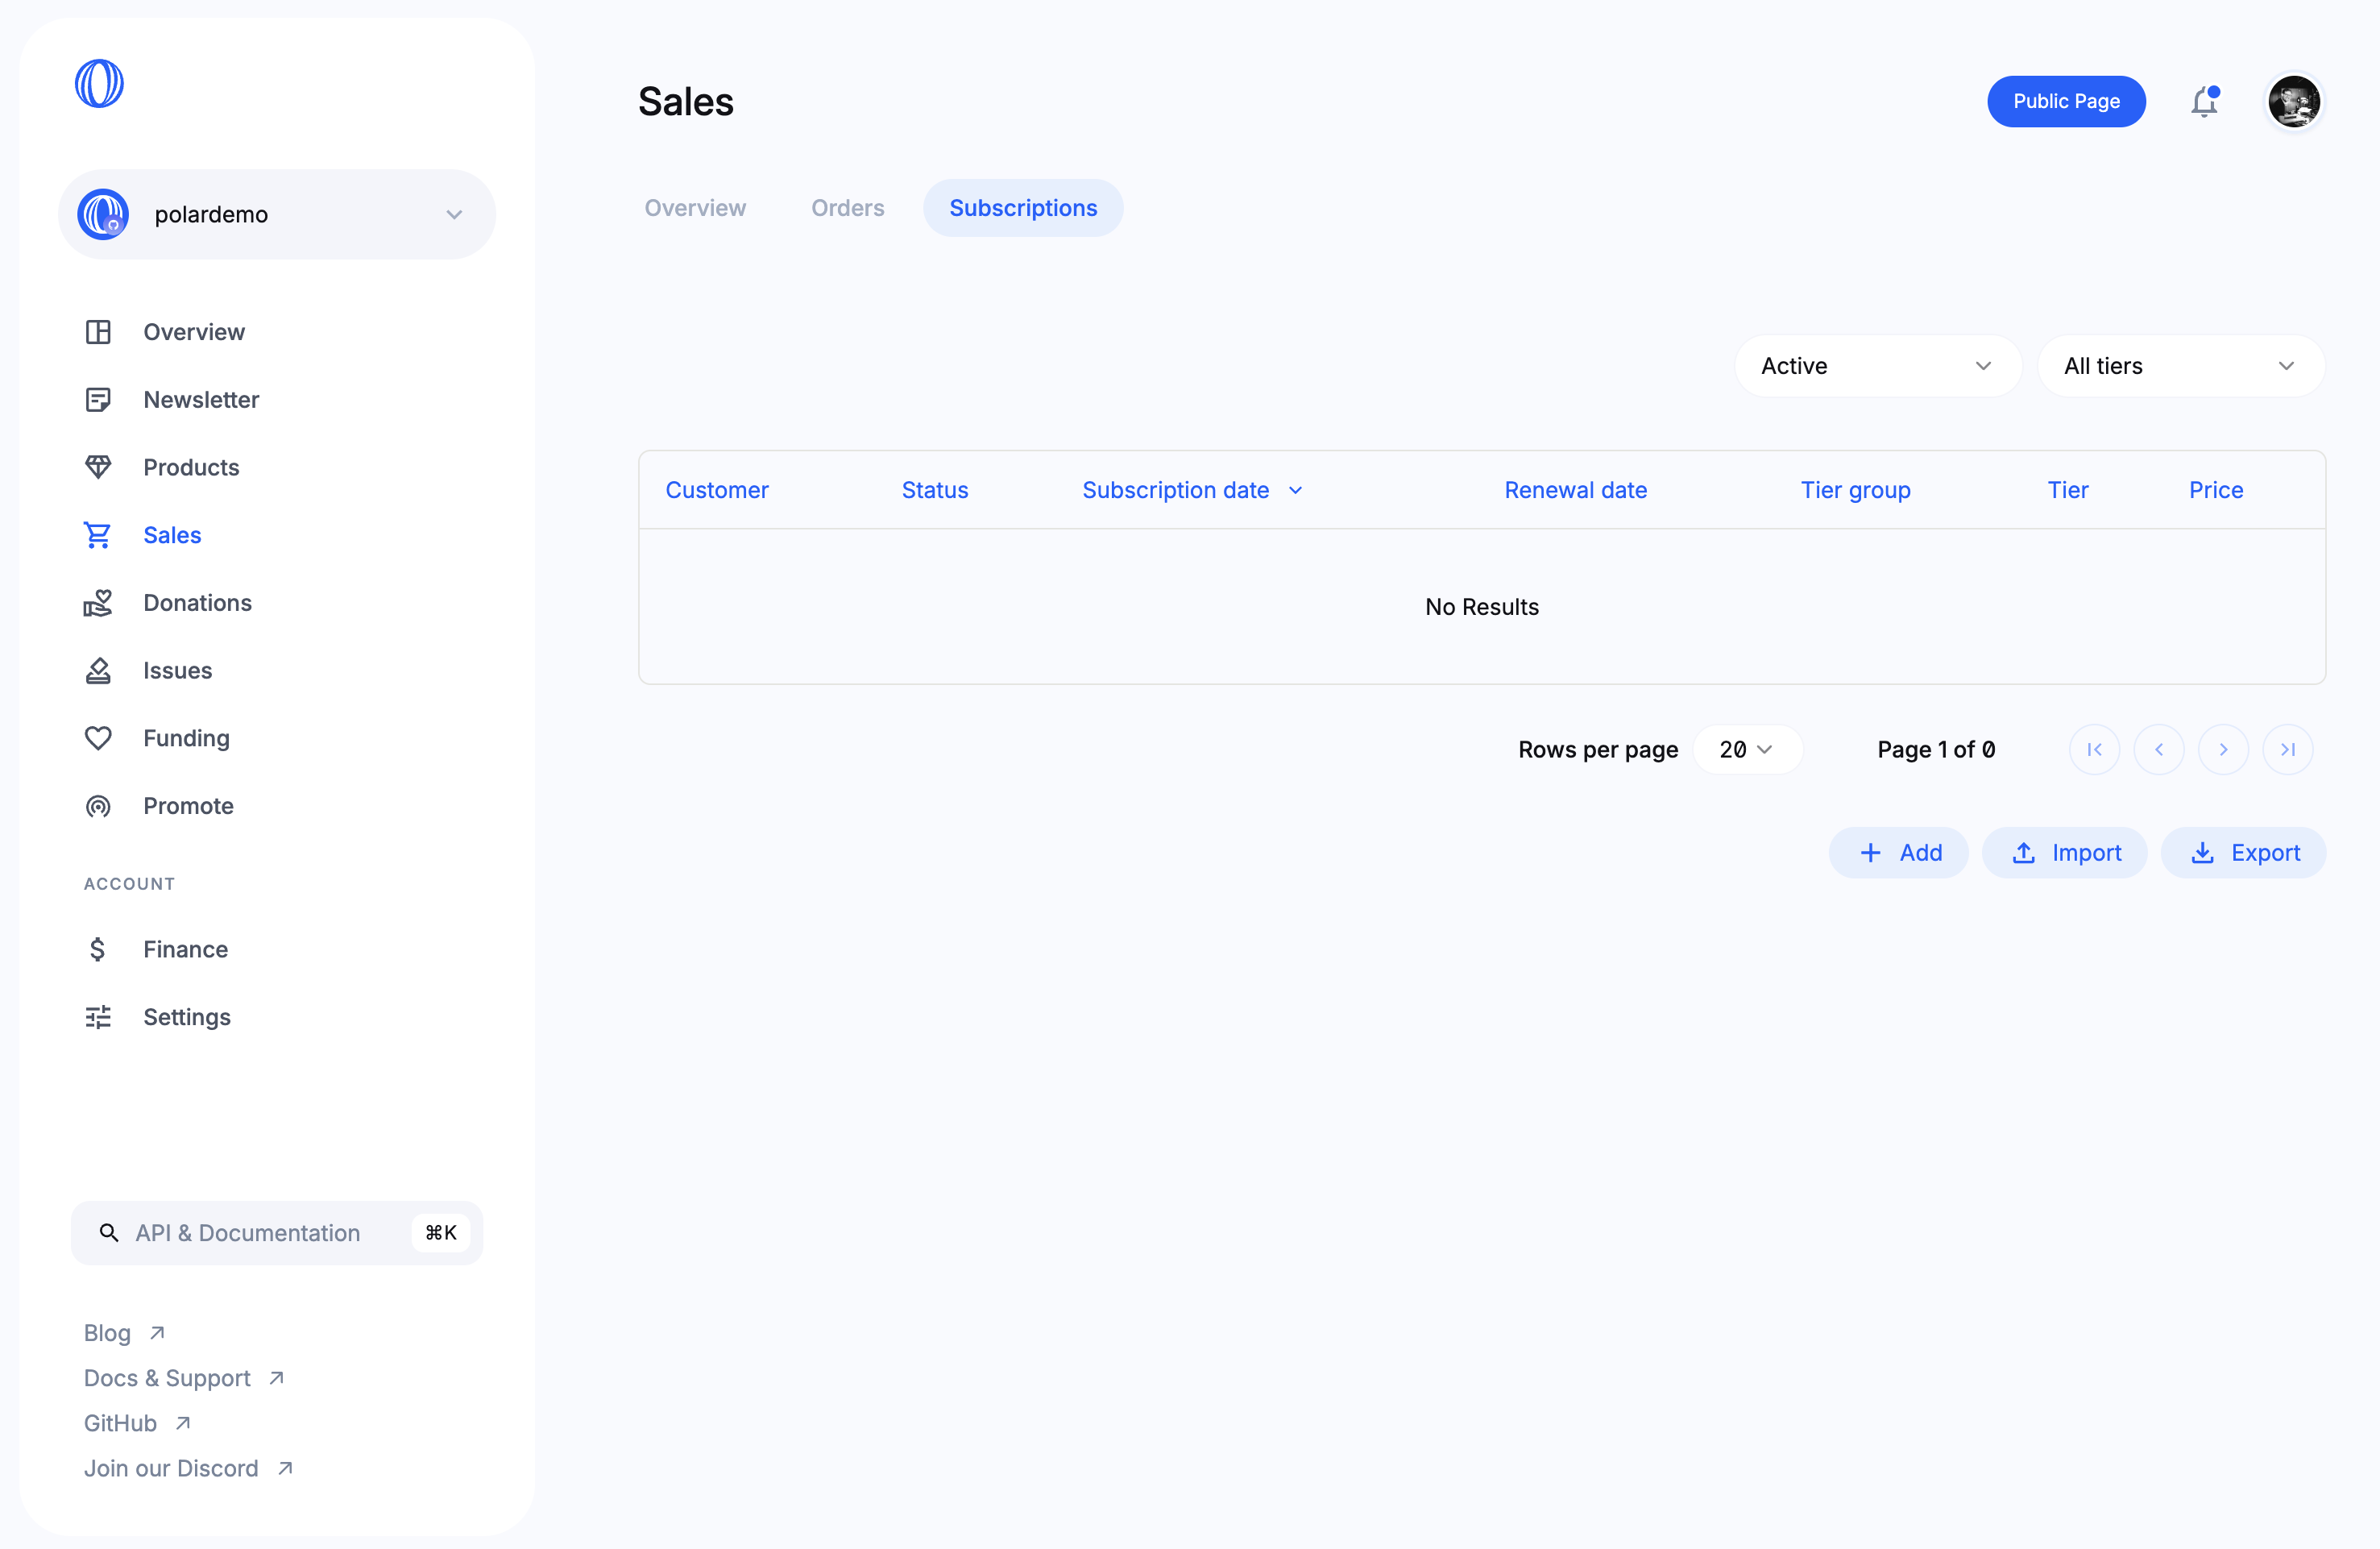 polardemo
Overview
Newsletter
Products
Sales
Donations
Issues
Funding
Promote
ACCOUNT
Finance
Settings
API & Documentation ⌘K
Blog
Docs & Support
GitHub
Join our Discord
Sales
Public Page
Overview Orders Subscriptions
Active All tiers
Customer Status Subscription date Renewal date Tier group Tier Price
No Results
Rows per page 20 Page 1 of 0
Add Import Export